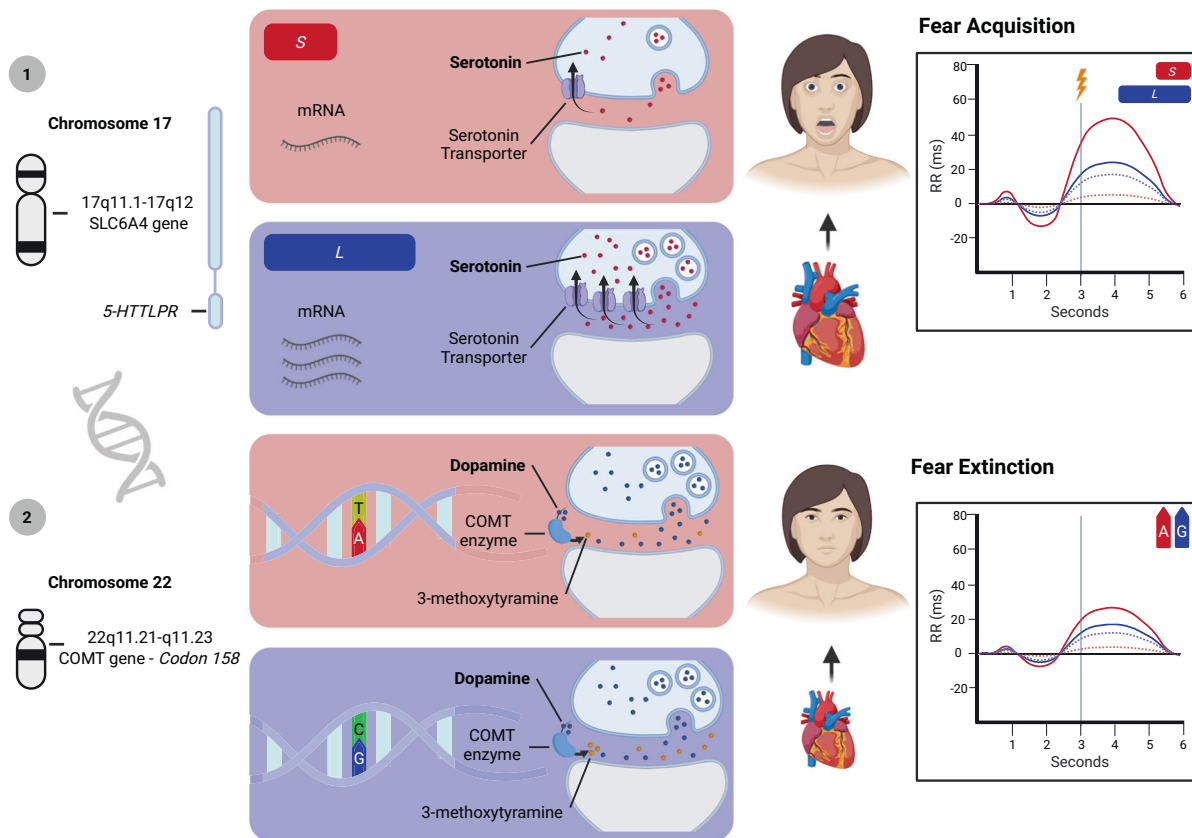 1
Chromosome 17
17q11.1-17q12
SLC6A4 gene
5-HTTLPR
S
mRNA
Serotonin
Serotonin
Transporter
L
mRNA
Serotonin
Serotonin
Transporter
Fear Acquisition
S
L
80
60
40
20
0
-20
RR (ms)
1 2 3 4 5 6
Seconds
2
Chromosome 22
22q11.21-q11.23
COMT gene - Codon 158
T
A
Dopamine
COMT
enzyme
3-methoxytyramine
C
G
Dopamine
COMT
enzyme
3-methoxytyramine
Fear Extinction
A G
80
60
40
20
0
-20
RR (ms)
1 2 3 4 5 6
Seconds